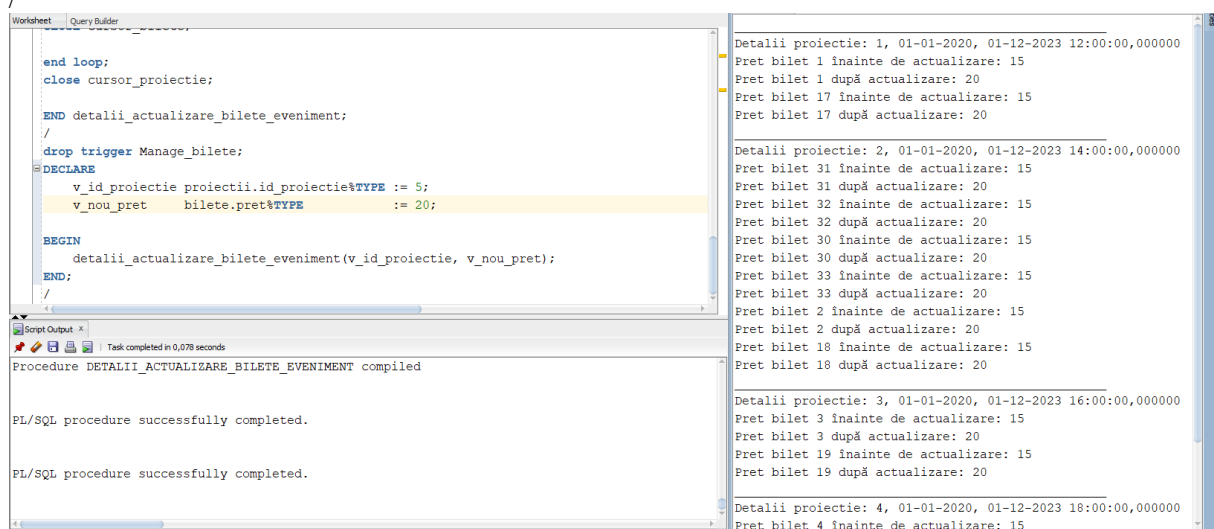 /
Worksheet Query Builder
end loop;
close cursor_proiectie;
END detalii_actualizare_bilete_eveniment;
/
drop trigger Manage_bilete;
DECLARE
v_id_proiectie proiectii.id_proiectie%TYPE := 5;
v_nou_pret bilete.pret%TYPE := 20;
BEGIN
detalii_actualizare_bilete_eveniment(v_id_proiectie, v_nou_pret);
END;
/
Script Output x
Task completed in 0,078 seconds
Procedure DETALII_ACTUALIZARE_BILETE_EVENIMENT compiled
PL/SQL procedure successfully completed.
PL/SQL procedure successfully completed.
Detalii proiectie: 1, 01-01-2020, 01-12-2023 12:00:00,000000
Pret bilet 1 înainte de actualizare: 15
Pret bilet 1 după actualizare: 20
Pret bilet 17 înainte de actualizare: 15
Pret bilet 17 după actualizare: 20
Detalii proiectie: 2, 01-01-2020, 01-12-2023 14:00:00,000000
Pret bilet 31 înainte de actualizare: 15
Pret bilet 31 după actualizare: 20
Pret bilet 32 înainte de actualizare: 15
Pret bilet 32 după actualizare: 20
Pret bilet 30 înainte de actualizare: 15
Pret bilet 30 după actualizare: 20
Pret bilet 33 înainte de actualizare: 15
Pret bilet 33 după actualizare: 20
Pret bilet 2 înainte de actualizare: 15
Pret bilet 2 după actualizare: 20
Pret bilet 18 înainte de actualizare: 15
Pret bilet 18 după actualizare: 20
Detalii proiectie: 3, 01-01-2020, 01-12-2023 16:00:00,000000
Pret bilet 3 înainte de actualizare: 15
Pret bilet 3 după actualizare: 20
Pret bilet 19 înainte de actualizare: 15
Pret bilet 19 după actualizare: 20
Detalii proiectie: 4, 01-01-2020, 01-12-2023 18:00:00,000000
Pret bilet 4 înainte de actualizare: 15